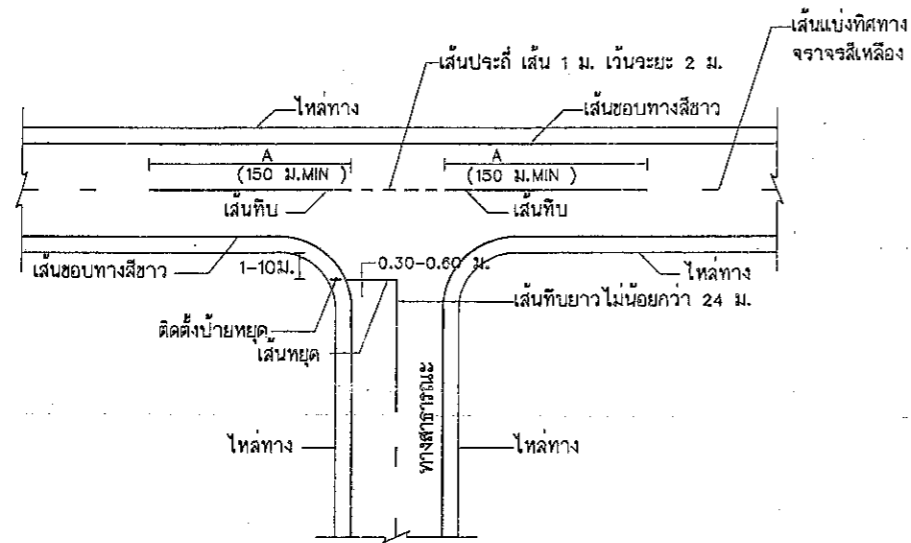 เส้นแบ่งทิศทาง
จราจรสีเหลือง
เส้นประถี่ เส้น 1 ม. เว้นระยะ 2 ม.
ไหล่ทาง
เส้นขอบทางสีขาว
A
(150 ม.MIN )
A
(150 ม.MIN )
เส้นทึบ
เส้นทึบ
เส้นขอบทางสีขาว
1-10ม.
0.30-0.60 ม.
ไหล่ทาง
เส้นทึบยาวไม่น้อยกว่า 24 ม.
ติดตั้งป้ายหยุด
เส้นหยุด
ทางสาธารณะ
ไหล่ทาง
ไหล่ทาง